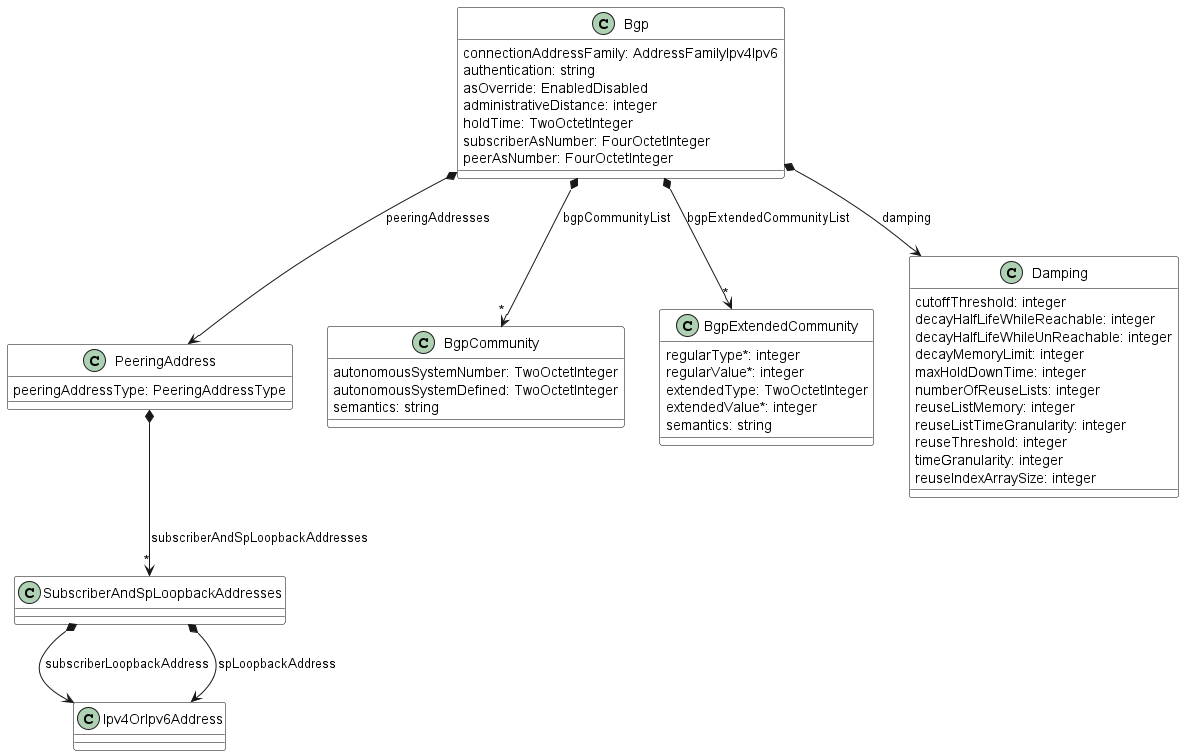 C Bgp
connectionAddressFamily: AddressFamilyIpv4Ipv6
authentication: string
asOverride: EnabledDisabled
administrativeDistance: integer
holdTime: TwoOctetInteger
subscriberAsNumber: FourOctetInteger
peerAsNumber: FourOctetInteger
peeringAddresses
bgpCommunityList
bgpExtendedCommunityList
damping
*
*
C PeeringAddress
peeringAddressType: PeeringAddressType
C BgpCommunity
autonomousSystemNumber: TwoOctetInteger
autonomousSystemDefined: TwoOctetInteger
semantics: string
C BgpExtendedCommunity
regularType*: integer
regularValue*: integer
extendedType: TwoOctetInteger
extendedValue*: integer
semantics: string
C Damping
cutoffThreshold: integer
decayHalfLifeWhileReachable: integer
decayHalfLifeWhileUnReachable: integer
decayMemoryLimit: integer
maxHoldDownTime: integer
numberOfReuseLists: integer
reuseListMemory: integer
reuseListTimeGranularity: integer
reuseThreshold: integer
timeGranularity: integer
reuseIndexArraySize: integer
subscriberAndSpLoopbackAddresses
*
C SubscriberAndSpLoopbackAddresses
subscriberLoopbackAddress
spLoopbackAddress
C Ipv4OrIpv6Address